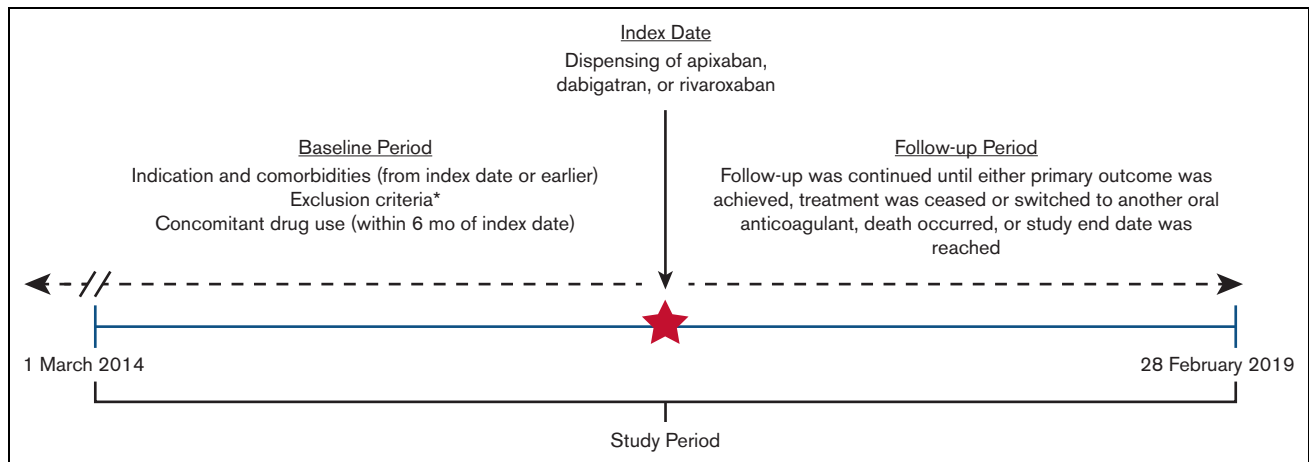 Index Date
Dispensing of apixaban,
dabigatran, or rivaroxaban
Baseline Period
Indication and comorbidities (from index date or earlier)
Exclusion criteria*
Concomitant drug use (within 6 mo of index date)
Follow-up Period
Follow-up was continued until either primary outcome was
achieved, treatment was ceased or switched to another oral
anticoagulant, death occurred, or study end date was
reached
1 March 2014
28 February 2019
Study Period